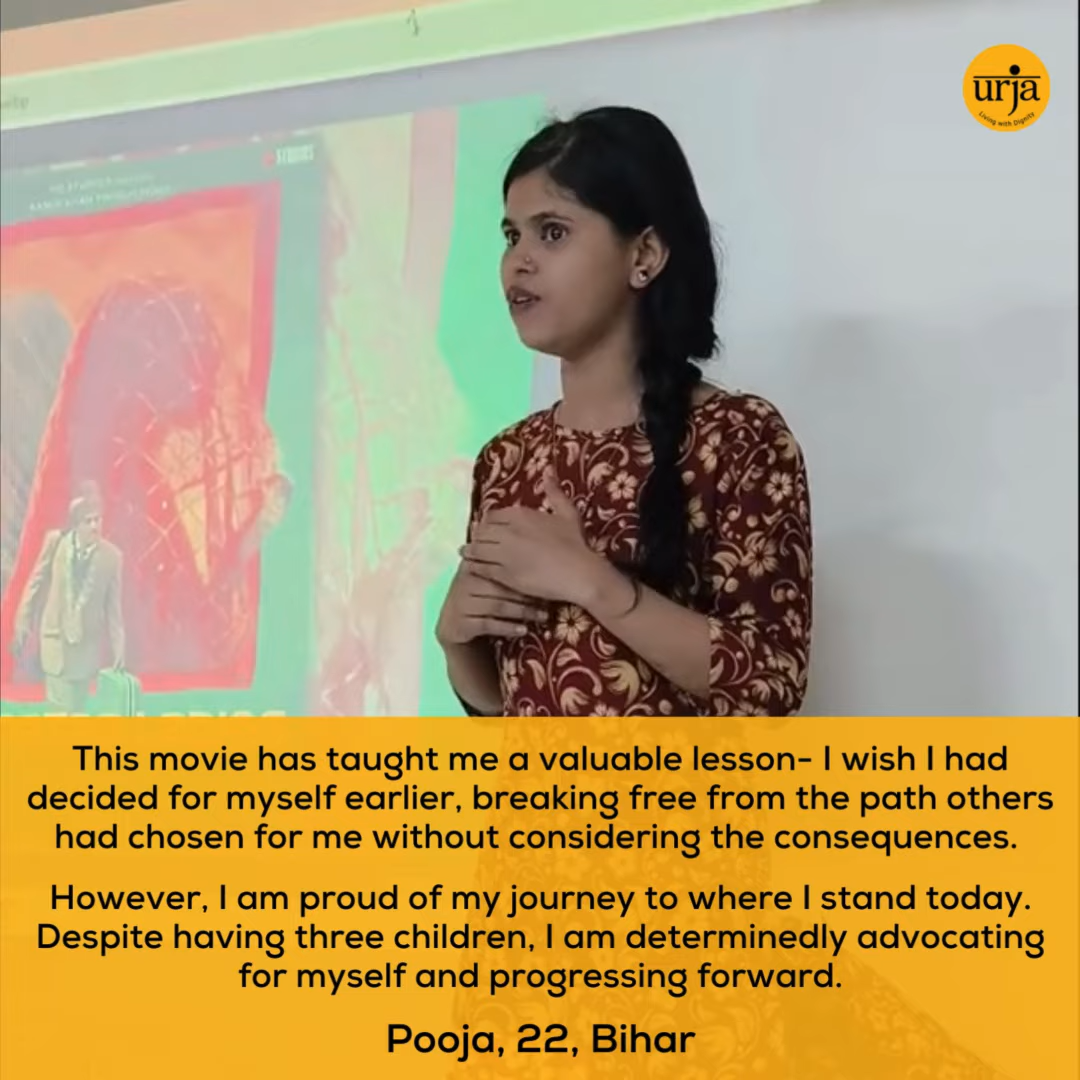 urja
Living with Dignity
STUDIOS
This movie has taught me a valuable lesson- I wish I had
decided for myself earlier, breaking free from the path others
had chosen for me without considering the consequences.
However, I am proud of my journey to where I stand today.
Despite having three children, I am determinedly advocating
for myself and progressing forward.
Pooja, 22, Bihar